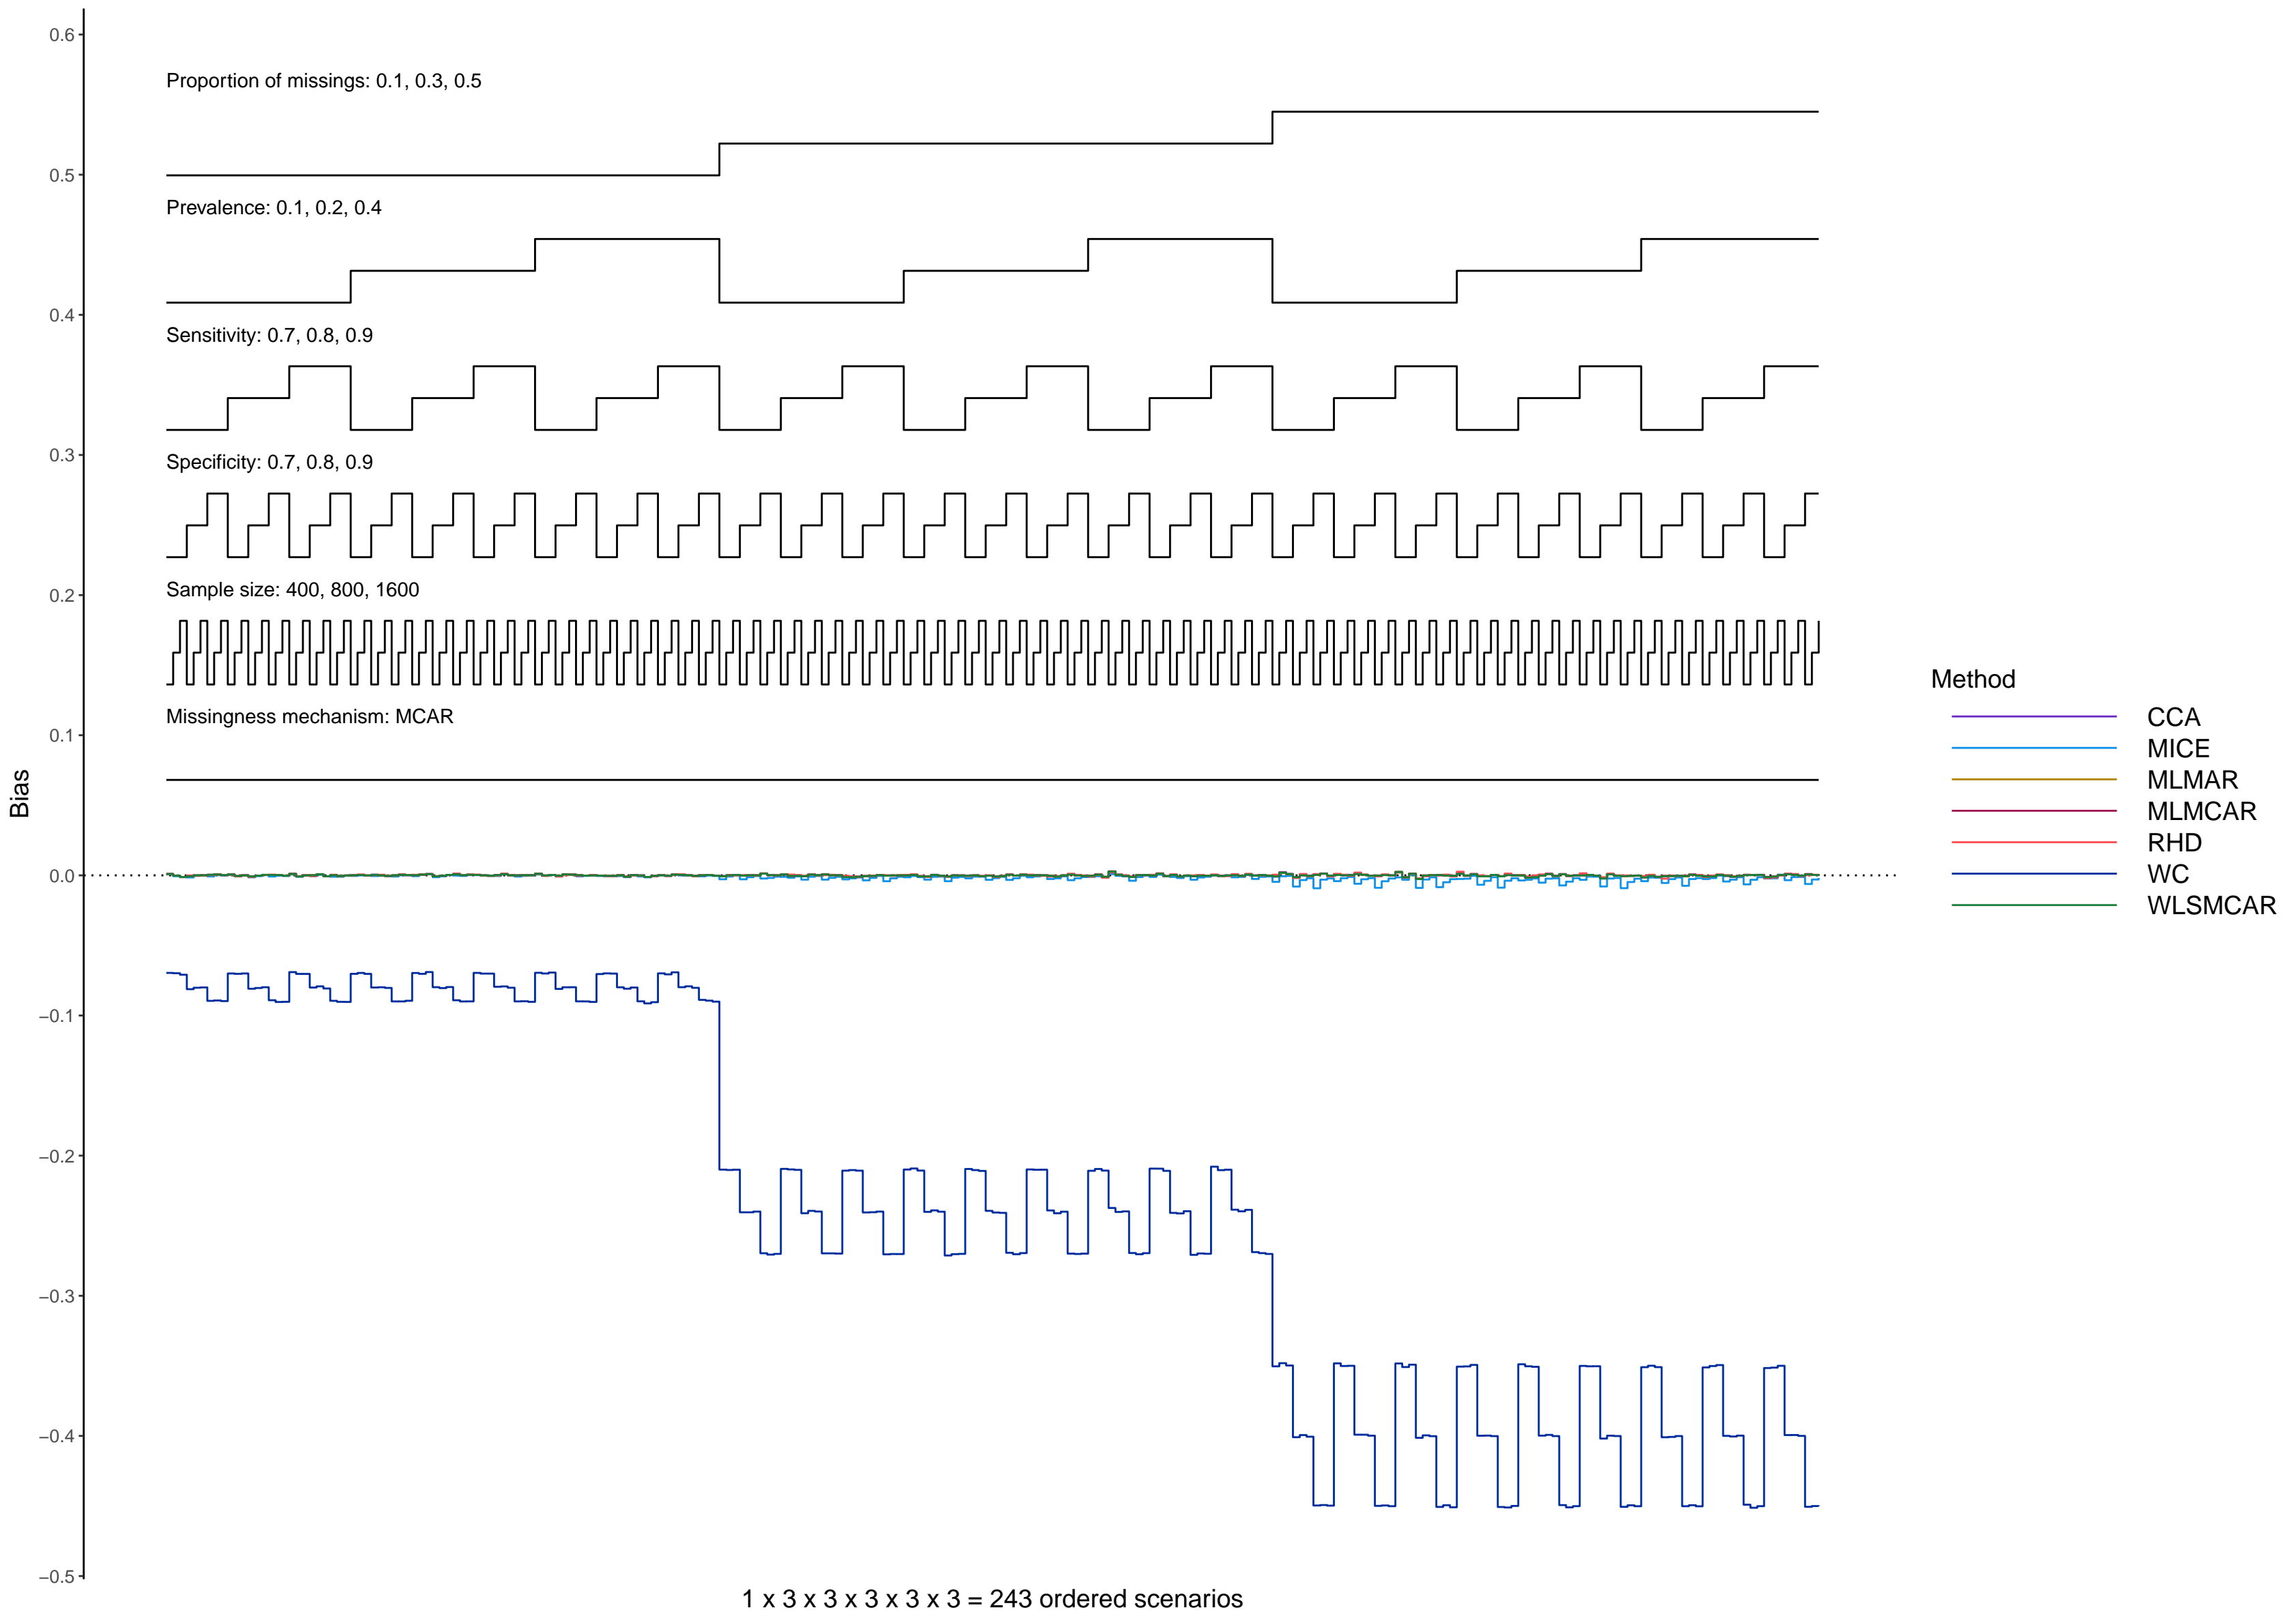 0.6
Proportion of missings: 0.1, 0.3, 0.5
0.5
Prevalence: 0.1, 0.2, 0.4
0.4
Sensitivity: 0.7, 0.8, 0.9
0.3
Specificity: 0.7, 0.8, 0.9
0.2
Sample size: 400, 800, 1600
Missingness mechanism: MCAR
0.1
Bias
0.0
−0.1
−0.2
−0.3
−0.4
−0.5
1 x 3 x 3 x 3 x 3 x 3 = 243 ordered scenarios
Method
CCA
MICE
MLMAR
MLMCAR
RHD
WC
WLSMCAR